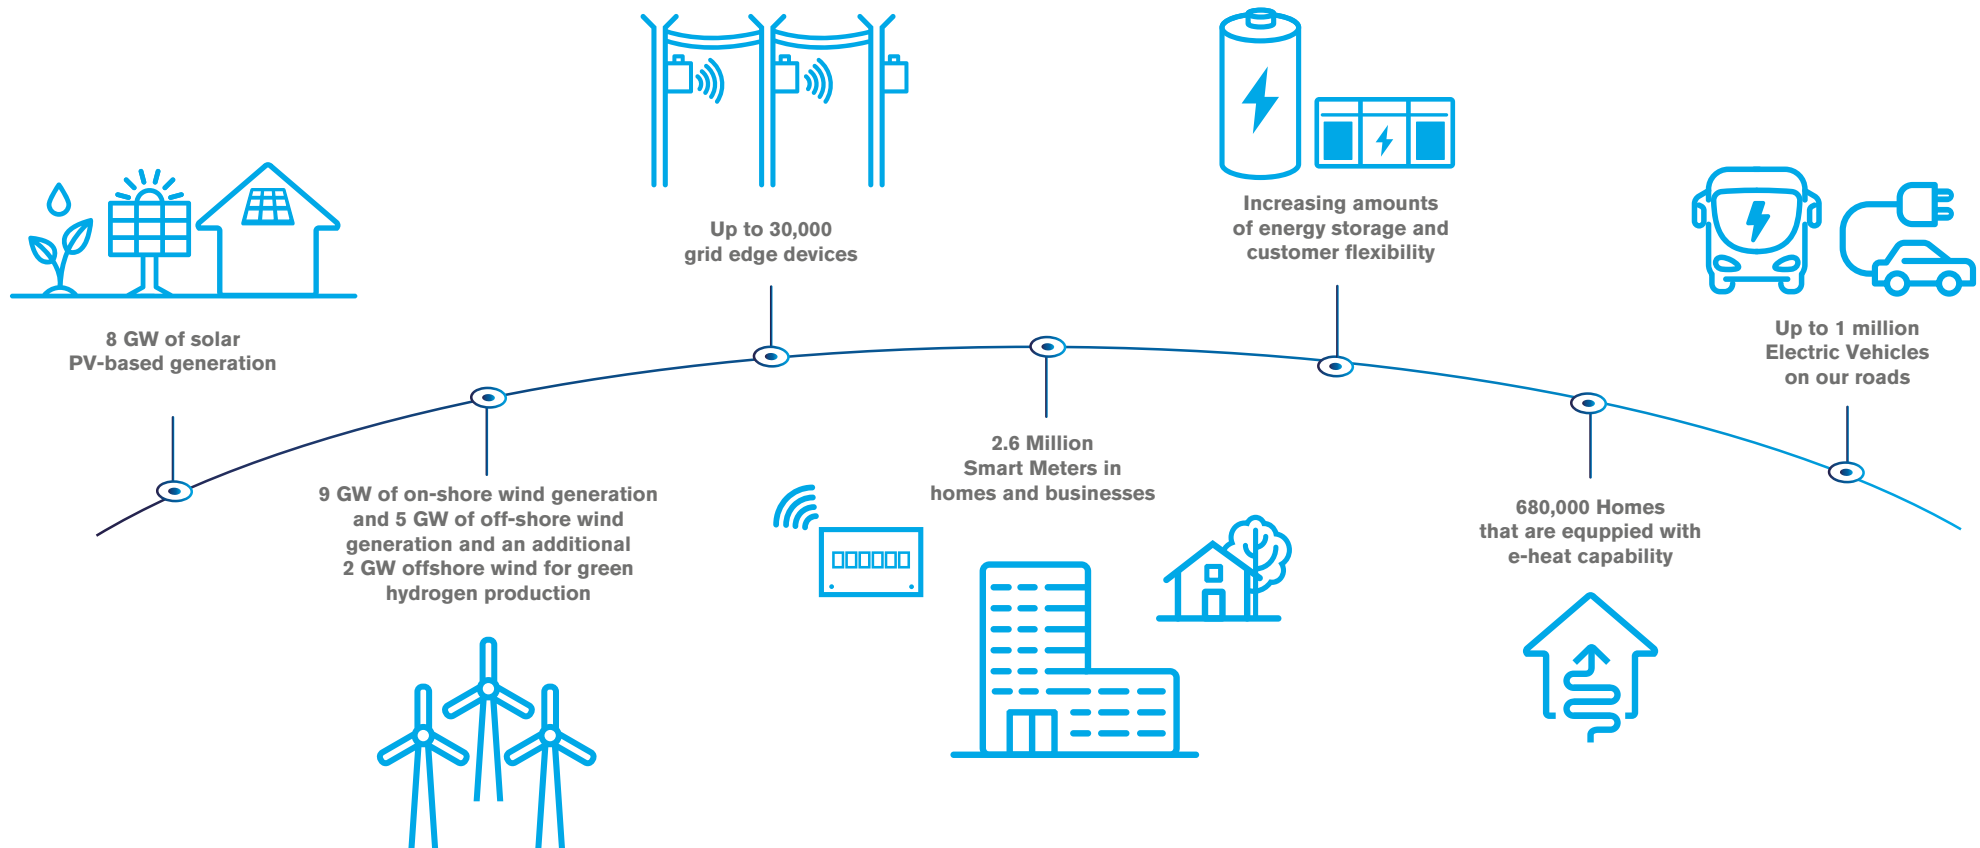 8 GW of solar
PV-based generation
9 GW of on-shore wind generation
and 5 GW of off-shore wind
generation and an additional
2 GW offshore wind for green
hydrogen production
Up to 30,000
grid edge devices
2.6 Million
Smart Meters in
homes and businesses
Increasing amounts
of energy storage and
customer flexibility
680,000 Homes
that are equppied with
e-heat capability
Up to 1 million
Electric Vehicles
on our roads